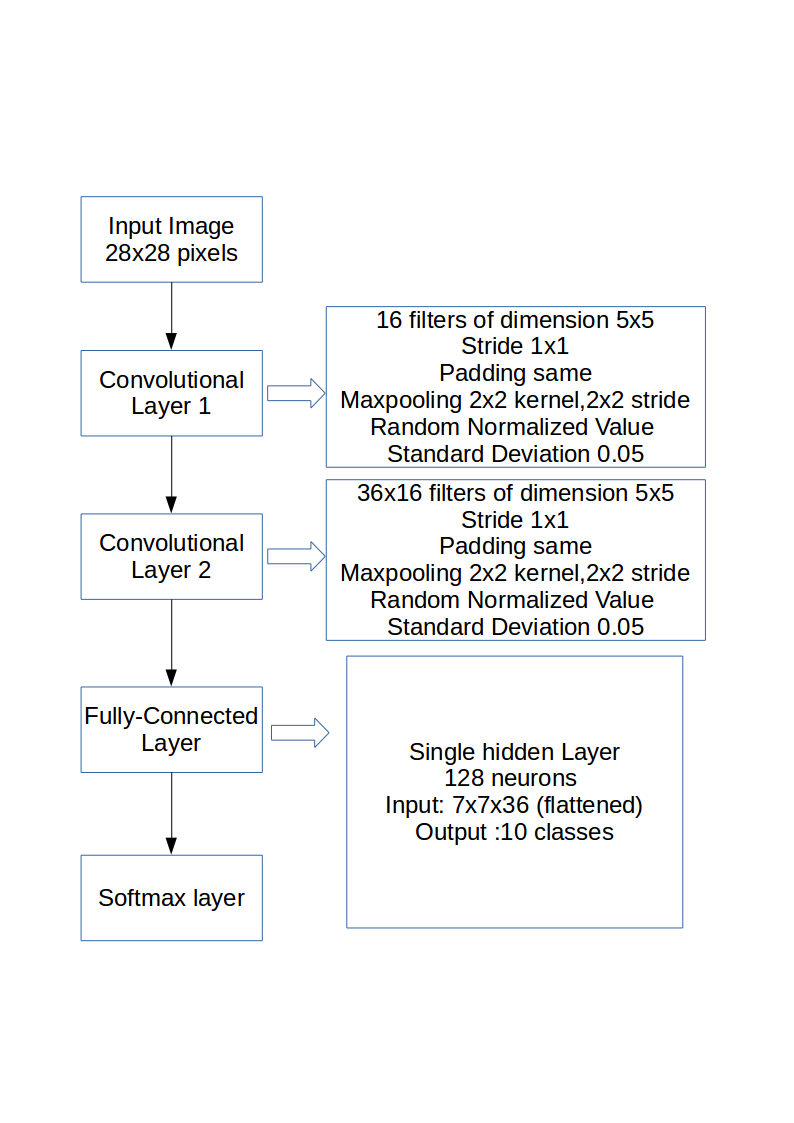 Input Image
28x28 pixels
Convolutional
Layer 1
16 filters of dimension 5x5
Stride 1x1
Padding same
Maxpooling 2x2 kernel,2x2 stride
Random Normalized Value
Standard Deviation 0.05
Convolutional
Layer 2
36x16 filters of dimension 5x5
Stride 1x1
Padding same
Maxpooling 2x2 kernel,2x2 stride
Random Normalized Value
Standard Deviation 0.05
Fully-Connected
Layer
Single hidden Layer
128 neurons
Input: 7x7x36 (flattened)
Output :10 classes
Softmax layer